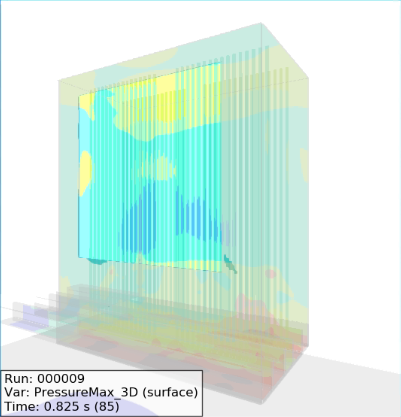 Run: 000009
Var: PressureMax_3D (surface)
Time: 0.825 s (85)